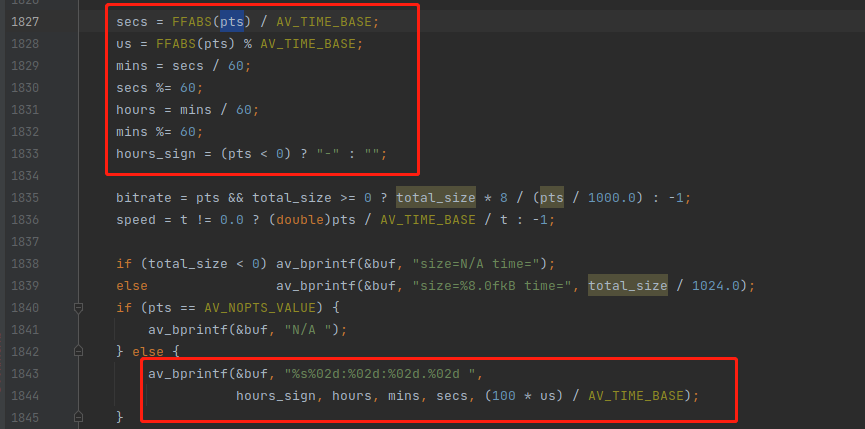 1827 secs = FFABS(pts) / AV_TIME_BASE;
1828 us = FFABS(pts) % AV_TIME_BASE;
1829 mins = secs / 60;
1830 secs %= 60;
1831 hours = mins / 60;
1832 mins %= 60;
1833 hours_sign = (pts < 0) ? "-" : "";
1834
1835 bitrate = pts && total_size >= 0 ? total_size * 8 / (pts / 1000.0) : -1;
1836 speed = t != 0.0 ? (double)pts / AV_TIME_BASE / t : -1;
1837
1838 if (total_size < 0) av_bprintf(&buf, "size=N/A time=");
1839 else                av_bprintf(&buf, "size=%8.0fkB time=", total_size / 1024.0);
1840 if (pts == AV_NOPTS_VALUE) {
1841     av_bprintf(&buf, "N/A ");
1842 } else {
1843     av_bprintf(&buf, "%s%02d:%02d:%02d.%02d ",
1844                hours_sign, hours, mins, secs, (100 * us) / AV_TIME_BASE);
1845 }